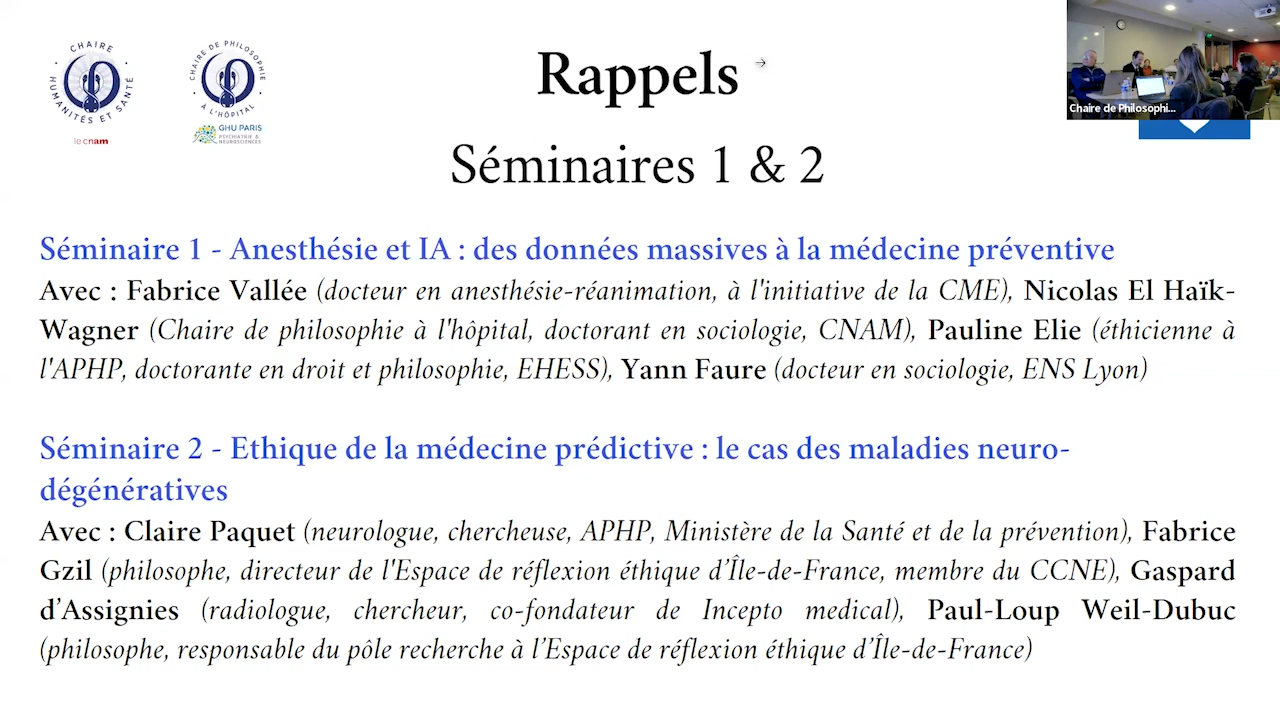 CHAIRE
HUMANITÉS ET SANTÉ
le cnam
CHAIRE DE PHILOSOPHIE
À L'HÔPITAL
GHU PARIS
PSYCHIATRIE &
NEUROSCIENCES
Rappels
Chaire de Philosophi...
Séminaires 1 & 2
Séminaire 1 - Anesthésie et IA : des données massives à la médecine préventive
Avec : Fabrice Vallée (docteur en anesthésie-réanimation, à l'initiative de la CME), Nicolas El Haïk-
Wagner (Chaire de philosophie à l'hôpital, doctorant en sociologie, CNAM), Pauline Elie (éthicienne à
l'APHP, doctorante en droit et philosophie, EHESS), Yann Faure (docteur en sociologie, ENS Lyon)
Séminaire 2 - Ethique de la médecine prédictive : le cas des maladies neuro-
dégénératives
Avec : Claire Paquet (neurologue, chercheuse, APHP, Ministère de la Santé et de la prévention), Fabrice
Gzil (philosophe, directeur de l'Espace de réflexion éthique d’Île-de-France, membre du CCNE), Gaspard
d’Assignies (radiologue, chercheur, co-fondateur de Incepto medical), Paul-Loup Weil-Dubuc
(philosophe, responsable du pôle recherche à l’Espace de réflexion éthique d’Île-de-France)